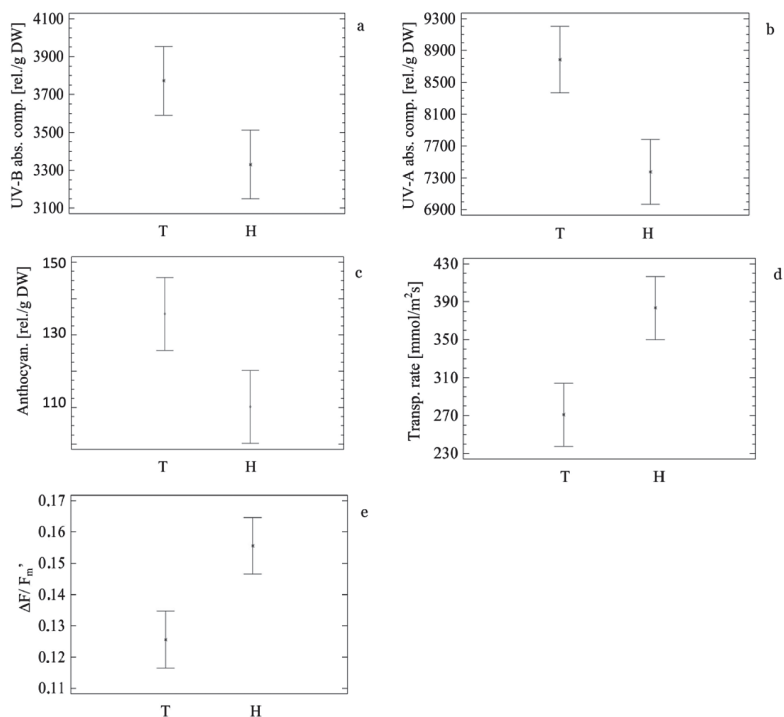 a
UV-B abs. comp. [rel./g DW]
4100
3900
3700
3500
3300
3100
T H
b
UV-A abs. comp. [rel./g DW]
9300
8900
8500
8100
7700
7300
6900
T H
c
Anthocyan. [rel./g DW]
150
130
110
T H
d
Transp. rate [mmol/m²s]
430
390
350
310
270
230
T H
e
ΔF/ Fm'
0.17
0.16
0.15
0.14
0.13
0.12
0.11
T H